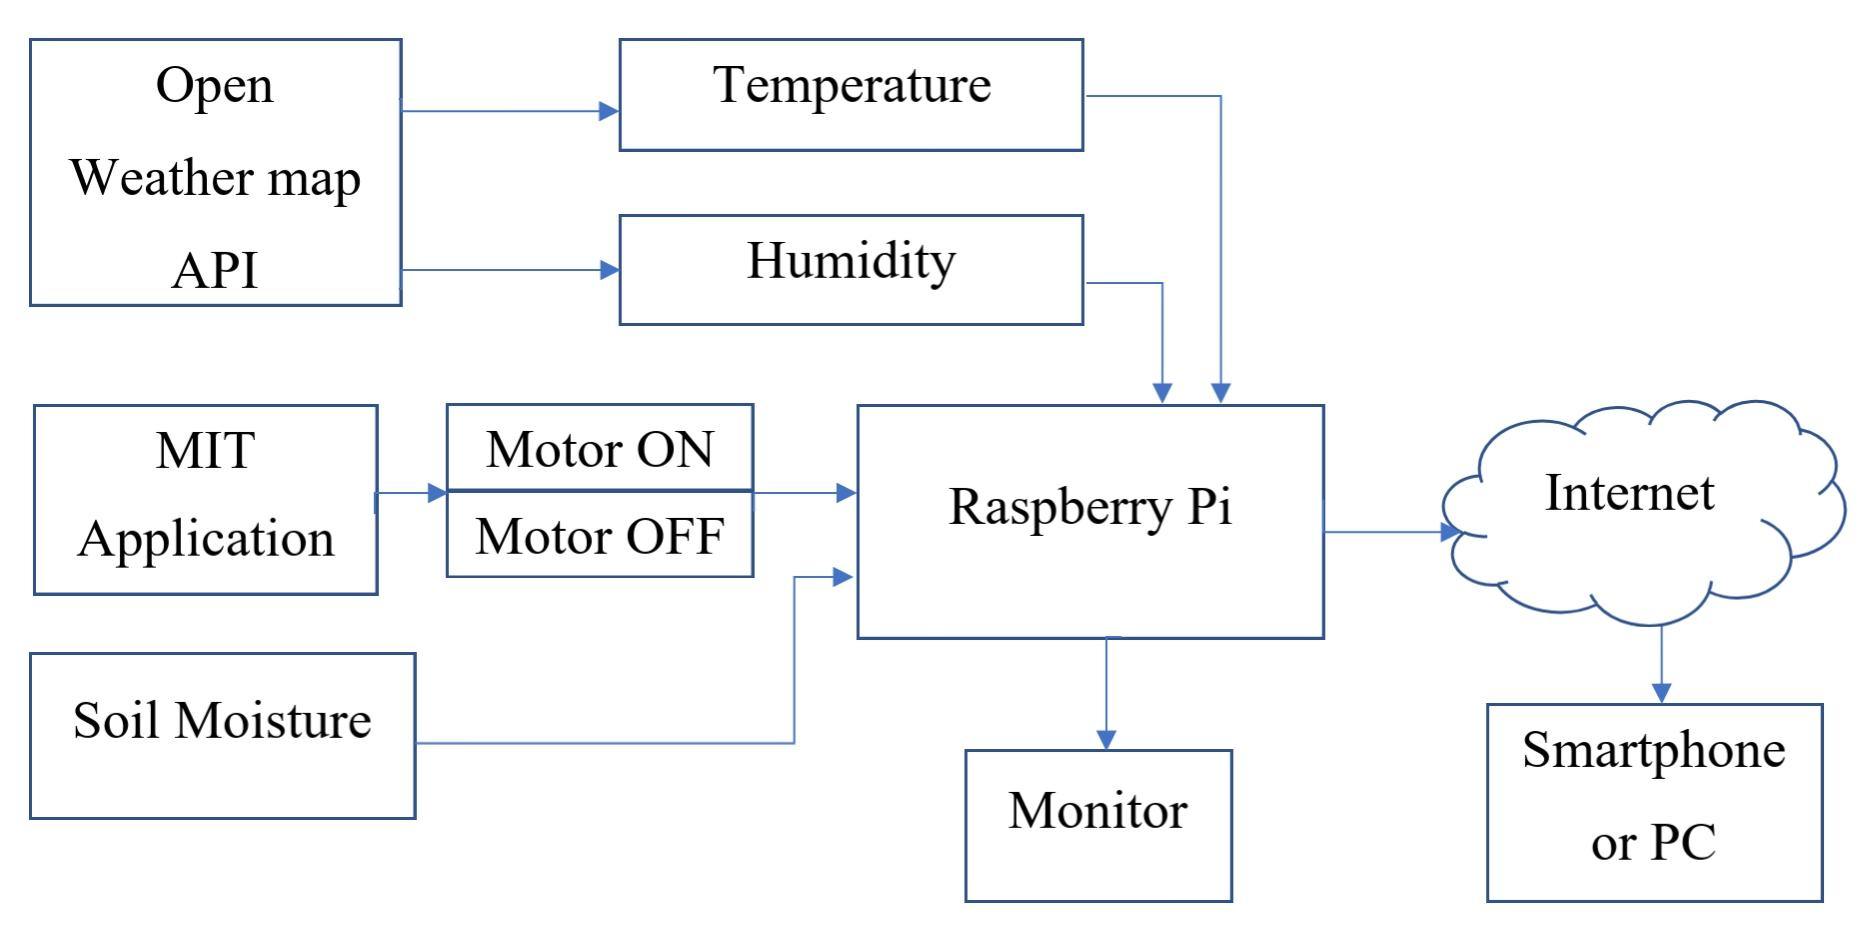 Open
Weather map
API
Temperature
Humidity
MIT
Application
Motor ON
Motor OFF
Raspberry Pi
Internet
Soil Moisture
Monitor
Smartphone
or PC